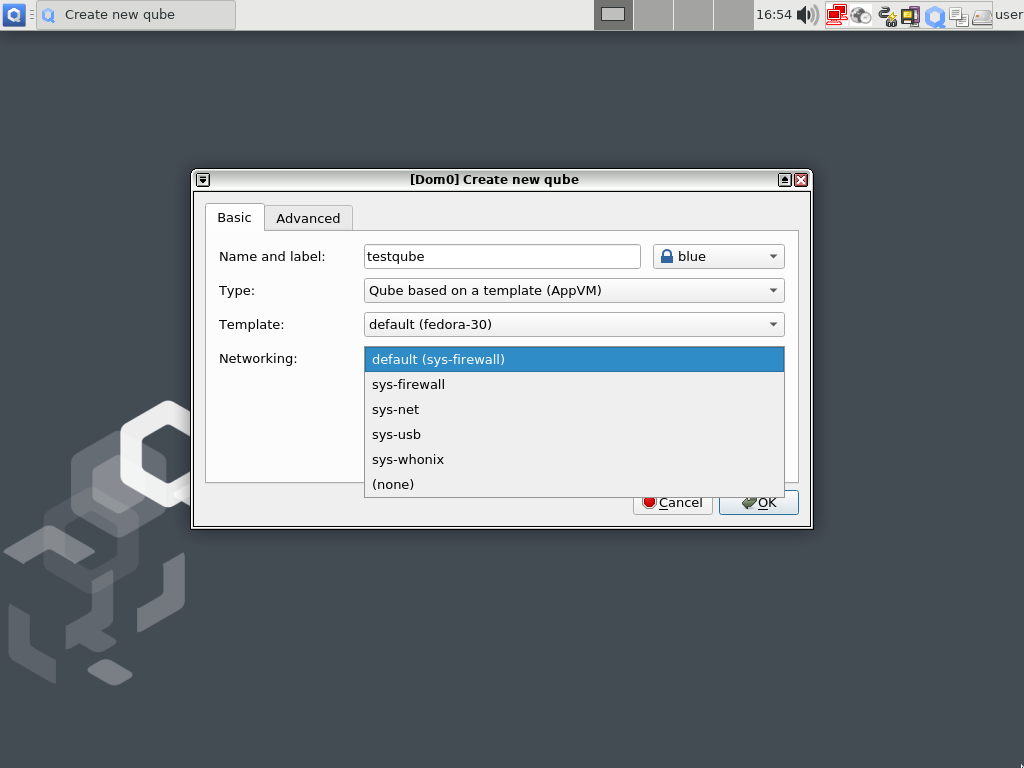 Create new qube
16:54
user
[Dom0] Create new qube
Basic
Advanced
Name and label:
testqube
blue
Type:
Qube based on a template (AppVM)
Template:
default (fedora-30)
Networking:
default (sys-firewall)
sys-firewall
sys-net
sys-usb
sys-whonix
(none)
Cancel
OK